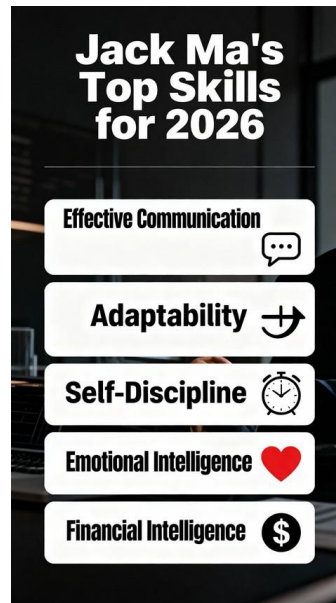 Jack Ma's
Top Skills
for 2026
Effective Communication
Adaptability
Self-Discipline
Emotional Intelligence
Financial Intelligence
$